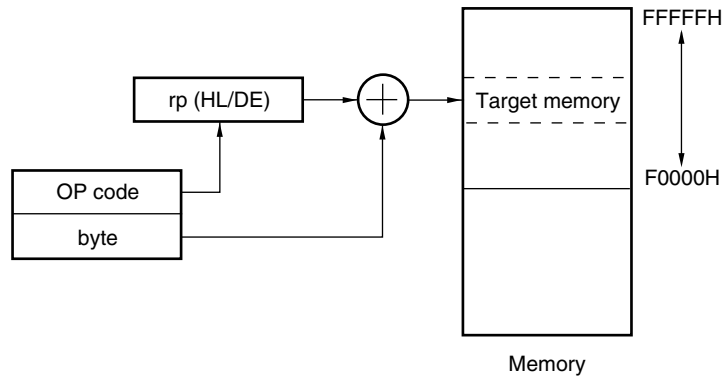 FFFFFH
rp (HL/DE)
Target memory
OP code
F0000H
byte
Memory